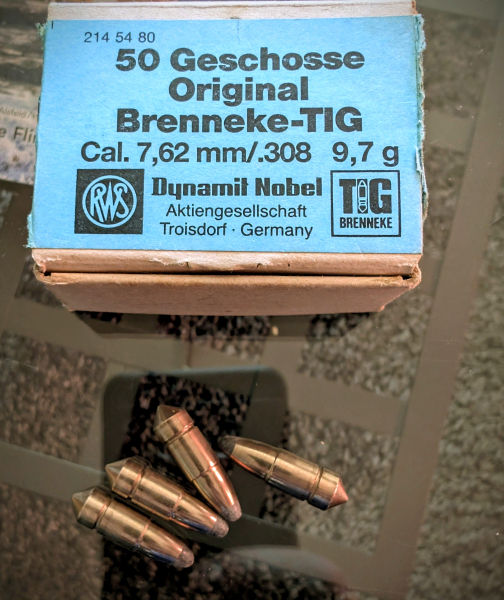 214 54 80
50 Geschosse
Original
Brenneke-TIG
Cal. 7,62 mm/.308 9,7 g
RWS
Dynamit Nobel
Aktiengesellschaft
Troisdorf · Germany
TIG
BRENNEKE